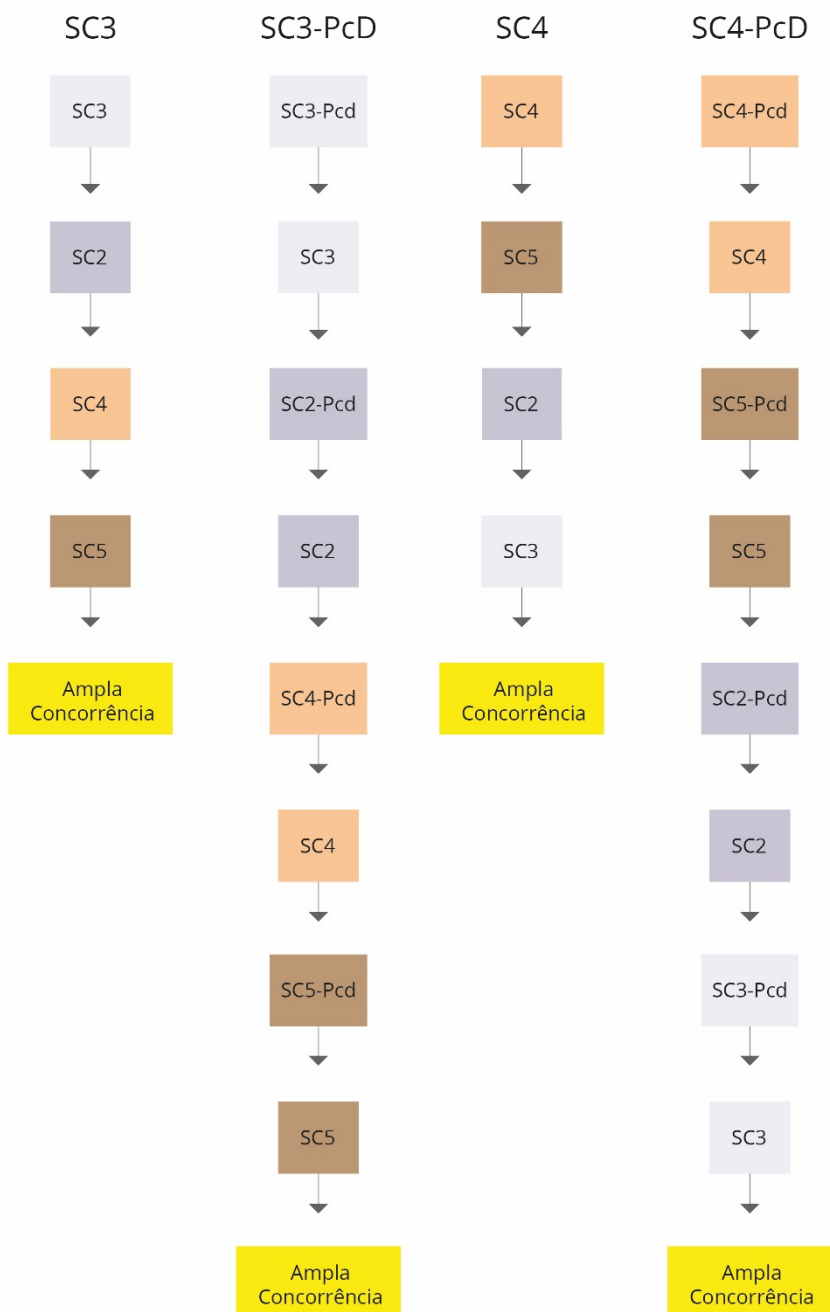 SC3
SC3
SC2
SC4
SC5
Ampla
Concorrência
SC3-PcD
SC3-Pcd
SC3
SC2-Pcd
SC2
SC4-Pcd
SC4
SC5-Pcd
SC5
Ampla
Concorrência
SC4
SC4
SC5
SC2
SC3
Ampla
Concorrência
SC4-PcD
SC4-Pcd
SC4
SC5-Pcd
SC5
SC2-Pcd
SC2
SC3-Pcd
SC3
Ampla
Concorrência